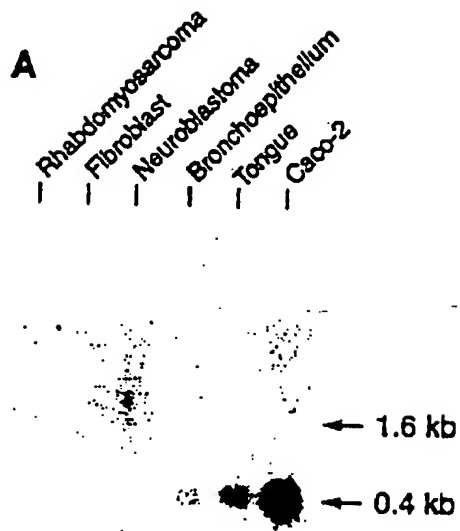 A
Rhabdomyosarcoma
Fibroblast
Neuroblastoma
Bronchoepithelium
Tongue
Caco-2
1.6 kb
0.4 kb